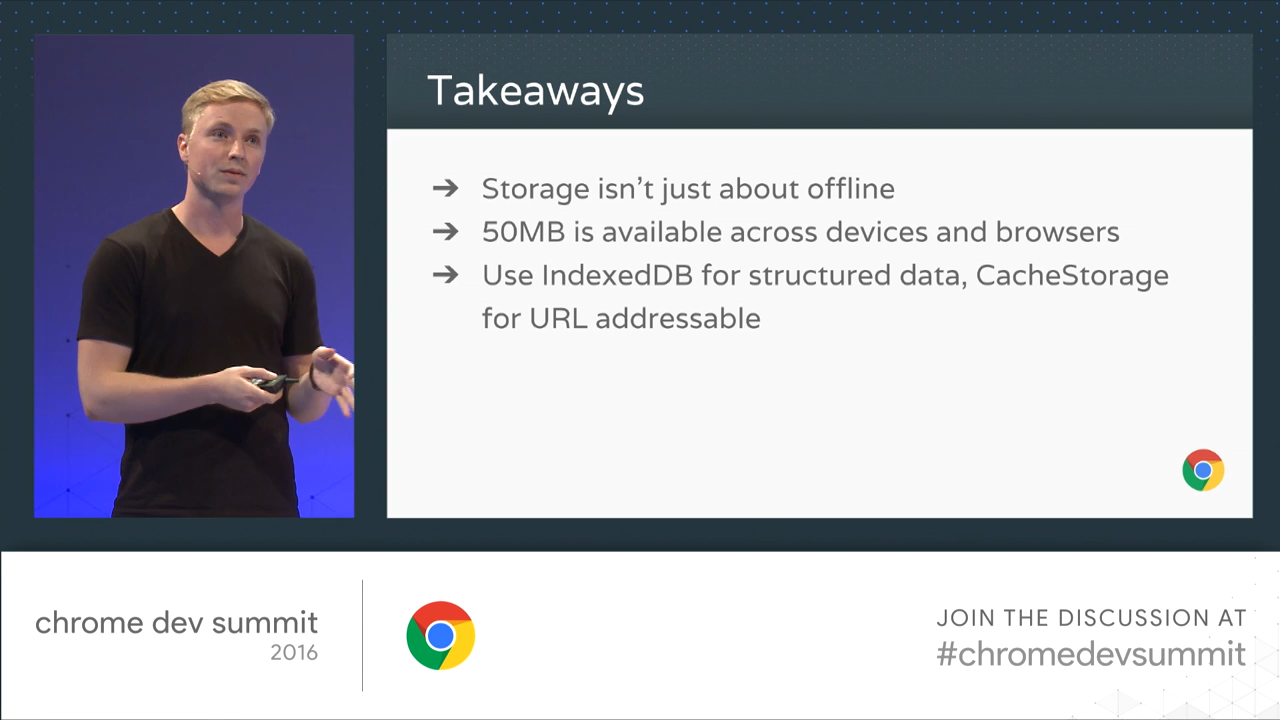 Takeaways
➔ Storage isn't just about offline
➔ 50MB is available across devices and browsers
➔ Use IndexedDB for structured data, CacheStorage
for URL addressable
chrome dev summit
2016
JOIN THE DISCUSSION AT
#chromedevsummit